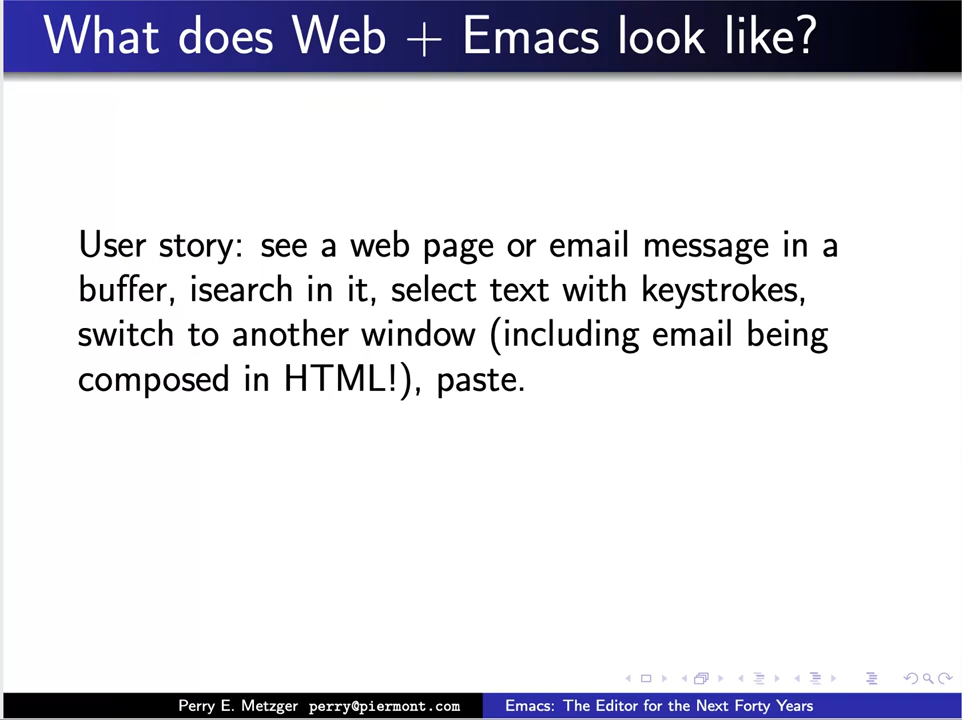 What does Web + Emacs look like?
User story: see a web page or email message in a
buffer, isearch in it, select text with keystrokes,
switch to another window (including email being
composed in HTML!), paste.
Perry E. Metzger perry@piermont.com
Emacs: The Editor for the Next Forty Years